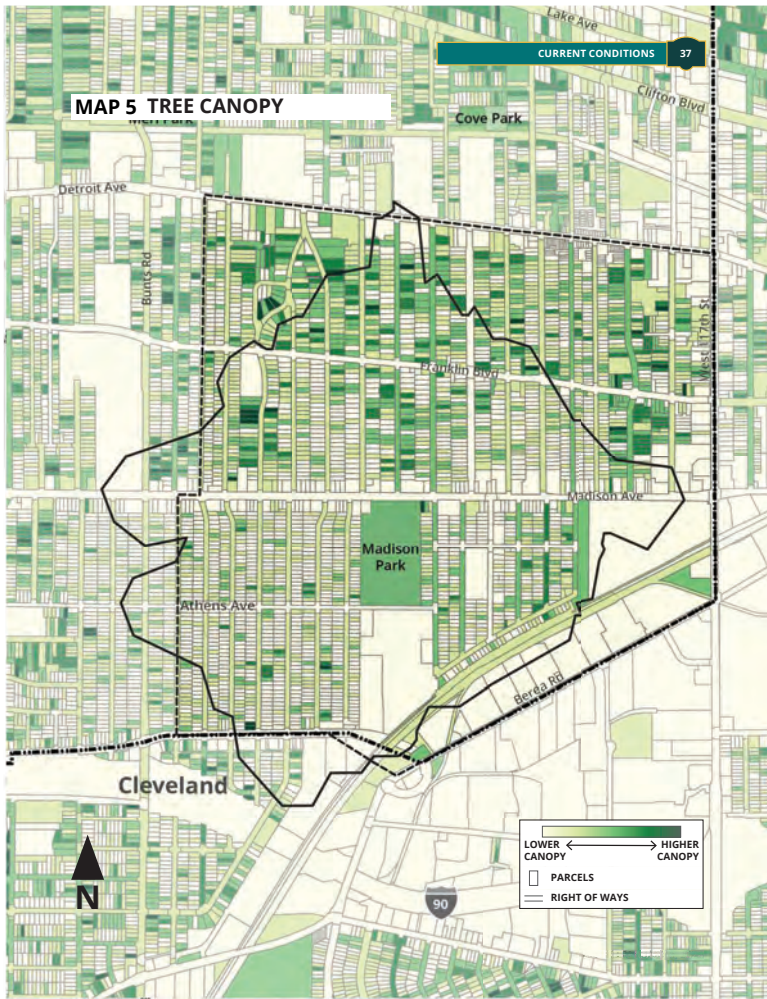 Lake Ave
CURRENT CONDITIONS 37
Clifton Blvd
MAP 5 TREE CANOPY
Cove Park
Detroit Ave
Bunts Rd
West 117th St
Franklin Blvd
Madison Ave
Madison
Park
Athens Ave
Berea Rd
Cleveland
LOWER
CANOPY
HIGHER
CANOPY
PARCELS
RIGHT OF WAYS
N
90